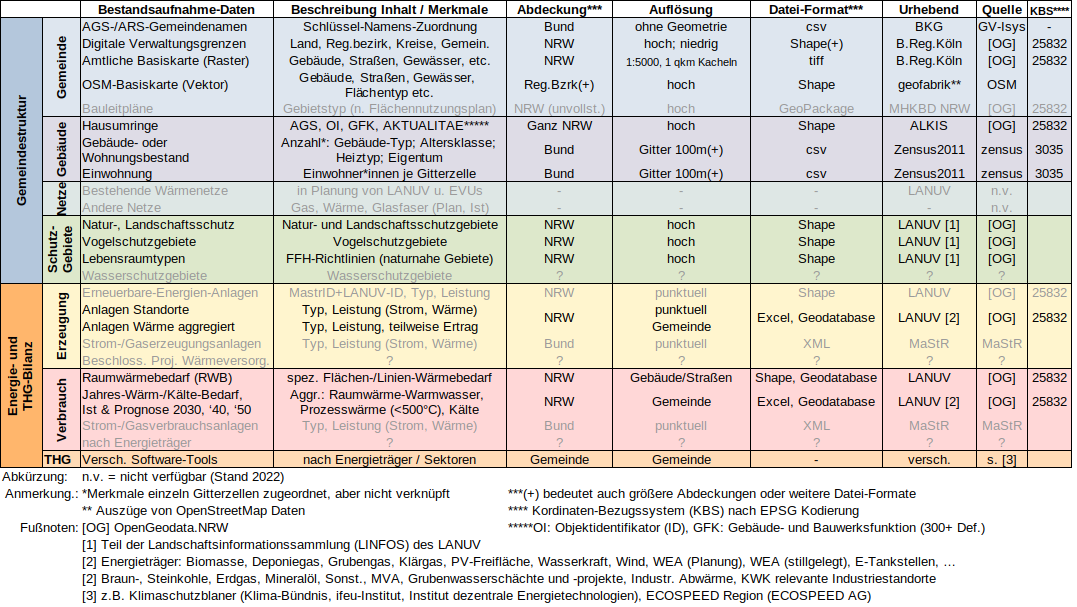 Bestandsaufnahme-Daten Beschreibung Inhalt / Merkmale Abdeckung*** Auflösung Datei-Format*** Urhebend Quelle KBS****
Gemeindestruktur
Gemeinde
AGS-/ARS-Gemeindenamen Schlüssel-Namens-Zuordnung Bund ohne Geometrie csv BKG GV-Isys -
Digitale Verwaltungsgrenzen Land, Reg.bezirk, Kreise, Gemein. NRW hoch; niedrig Shape(+) B.Reg.Köln [OG] 25832
Amtliche Basiskarte (Raster) Gebäude, Straßen, Gewässer, etc. NRW 1:5000, 1 qkm Kacheln tiff B.Reg.Köln [OG] 25832
OSM-Basiskarte (Vektor) Gebäude, Straßen, Gewässer, Reg.Bzrk(+) hoch Shape geofabrik** OSM
Flächentyp etc.
Bauleitpläne Gebietstyp (n. Flächennutzungsplan) NRW (unvollst.) hoch GeoPackage MHKBD NRW [OG] 25832
Gebäude
Hausumringe AGS, OI, GFK, AKTUALITAE***** Ganz NRW hoch Shape ALKIS [OG] 25832
Gebäude- oder Anzahl*: Gebäude-Typ; Altersklasse; Bund Gitter 100m(+) csv Zensus2011 zensus 3035
Wohnungsbestand Heiztyp; Eigentum
Einwohnung Einwohner*innen je Gitterzelle Bund Gitter 100m(+) csv Zensus2011 zensus 3035
Netze
Bestehende Wärmenetze in Planung von LANUV u. EVUs - - - LANUV n.v.
Andere Netze Gas, Wärme, Glasfaser (Plan, Ist) - - - - n.v.
Schutz-
Gebiete
Natur-, Landschaftsschutz Natur- und Landschaftsschutzgebiete NRW hoch Shape LANUV [1] [OG]
Vogelschutzgebiete Vogelschutzgebiete NRW hoch Shape LANUV [1] [OG]
Lebensraumtypen FFH-Richtlinien (naturnahe Gebiete) NRW hoch Shape LANUV [1] [OG]
Wasserschutzgebiete Wasserschutzgebiete ? ? ? ? ?
Energie- und
THG-Bilanz
Erzeugung
Erneuerbare-Energien-Anlagen MastrID+LANUV-ID, Typ, Leistung NRW punktuell Shape LANUV [OG] 25832
Anlagen Standorte Typ, Leistung (Strom, Wärme) NRW punktuell Excel, Geodatabase LANUV [2] [OG] 25832
Anlagen Wärme aggregiert Typ, Leistung, teilweise Ertrag Gemeinde
Strom-/Gaserzeugungsanlagen Typ, Leistung (Strom, Wärme) Bund punktuell XML MaStR MaStR
Beschloss. Proj. Wärmeversorg. ? ? ? ? ? ?
Verbrauch
Raumwärmebedarf (RWB) spez. Flächen-/Linien-Wärmebedarf NRW Gebäude/Straßen Shape, Geodatabase LANUV [OG] 25832
Jahres-Wärm-/Kälte-Bedarf, Aggr.: Raumwärme-Warmwasser, NRW Gemeinde Excel, Geodatabase LANUV [2] [OG] 25832
Ist & Prognose 2030, ‘40, ‘50 Prozesswärme (<500°C), Kälte
Strom-/Gasverbrauchsanlagen Typ, Leistung (Strom, Wärme) Bund punktuell XML MaStR MaStR
nach Energieträger ? ? ? ? ? ?
THG Versch. Software-Tools nach Energieträger / Sektoren Gemeinde Gemeinde - versch. s. [3]
Abkürzung: n.v. = nicht verfügbar (Stand 2022)
Anmerkung.: *Merkmale einzeln Gitterzellen zugeordnet, aber nicht verknüpft ***(+) bedeutet auch größere Abdeckungen oder weitere Datei-Formate
** Auszüge von OpenStreetMap Daten **** Kordinaten-Bezugssystem (KBS) nach EPSG Kodierung
Fußnoten: [OG] OpenGeodata.NRW *****OI: Objektidentifikator (ID), GFK: Gebäude- und Bauwerksfunktion (300+ Def.)
[1] Teil der Landschaftsinformationssammlung (LINFOS) des LANUV
[2] Energieträger: Biomasse, Deponiegas, Grubengas, Klärgas, PV-Freifläche, Wasserkraft, Wind, WEA (Planung), WEA (stillgelegt), E-Tankstellen, …
[2] Braun-, Steinkohle, Erdgas, Mineralöl, Sonst., MVA, Grubenwasserschächte und -projekte, Industr. Abwärme, KWK relevante Industriestandorte
[3] z.B. Klimaschutzblaner (Klima-Bündnis, ifeu-Institut, Institut dezentrale Energietechnologien), ECOSPEED Region (ECOSPEED AG)